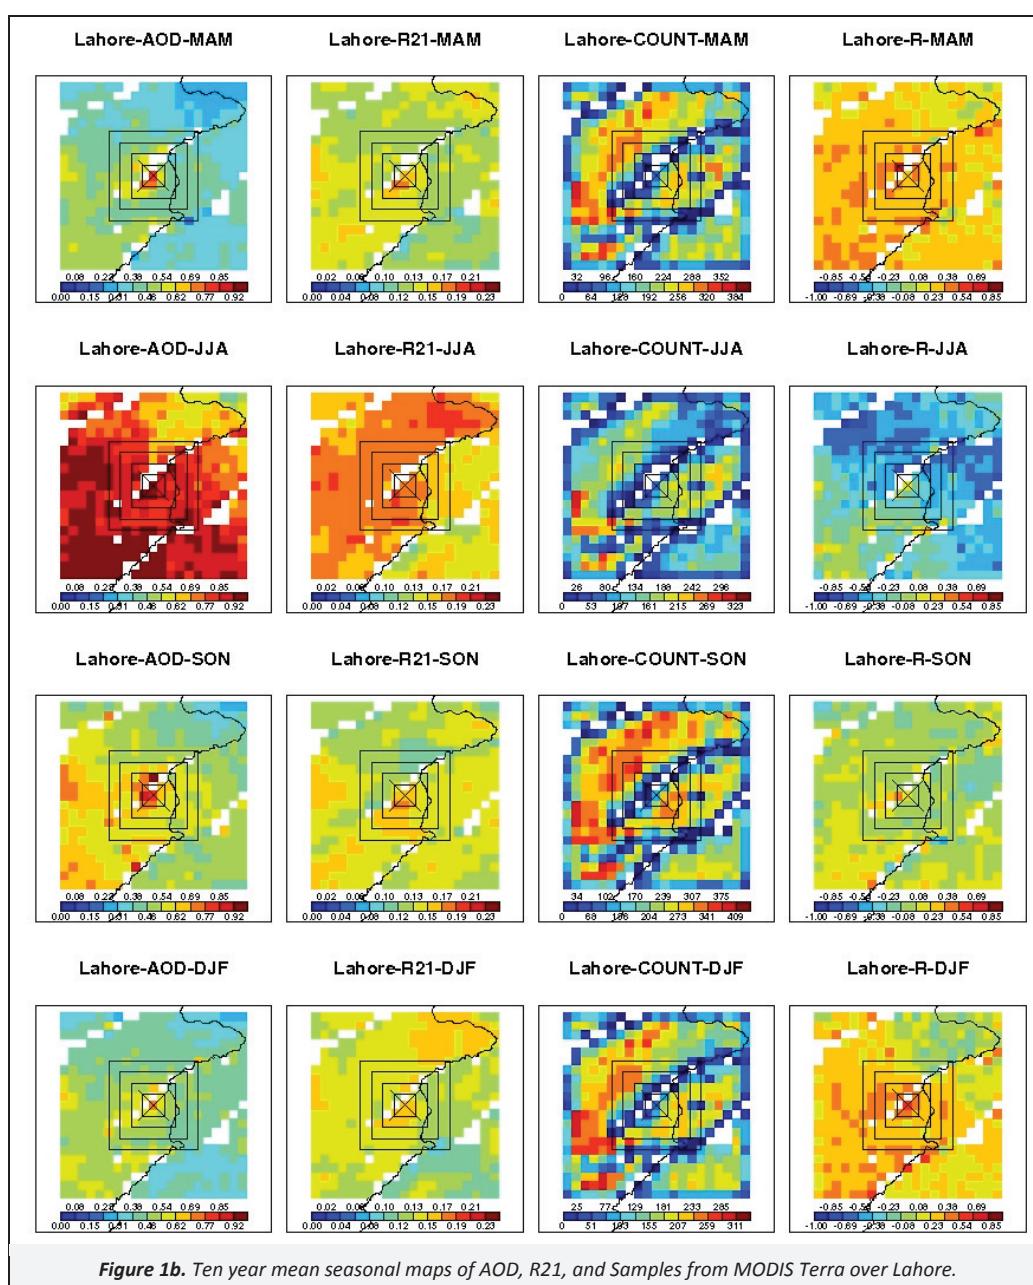 Lahore-AOD-MAM Lahore-R21-MAM Lahore-COUNT-MAM Lahore-R-MAM
0.08 0.23 0.38 0.54 0.69 0.85 0.02 0.06 0.10 0.13 0.17 0.21 32 96 160 224 288 352 -0.85 -0.54 -0.23 0.08 0.38 0.69
0.00 0.15 0.31 0.46 0.62 0.77 0.92 0.00 0.04 0.08 0.12 0.15 0.19 0.23 0 64 128 192 256 320 384 -1.00 -0.69 -0.38 -0.08 0.23 0.54 0.85
Lahore-AOD-JJA Lahore-R21-JJA Lahore-COUNT-JJA Lahore-R-JJA
0.08 0.23 0.38 0.54 0.69 0.85 0.02 0.06 0.10 0.13 0.17 0.21 26 80 134 188 242 296 -0.85 -0.54 -0.23 0.08 0.38 0.69
0.00 0.15 0.31 0.46 0.62 0.77 0.92 0.00 0.04 0.08 0.12 0.15 0.19 0.23 0 53 107 161 215 269 323 -1.00 -0.69 -0.38 -0.08 0.23 0.54 0.85
Lahore-AOD-SON Lahore-R21-SON Lahore-COUNT-SON Lahore-R-SON
0.08 0.23 0.38 0.54 0.69 0.85 0.02 0.06 0.10 0.13 0.17 0.21 34 102 170 239 307 375 -0.85 -0.54 -0.23 0.08 0.38 0.69
0.00 0.15 0.31 0.46 0.62 0.77 0.92 0.00 0.04 0.08 0.12 0.15 0.19 0.23 0 68 136 204 273 341 409 -1.00 -0.69 -0.38 -0.08 0.23 0.54 0.85
Lahore-AOD-DJF Lahore-R21-DJF Lahore-COUNT-DJF Lahore-R-DJF
0.08 0.23 0.38 0.54 0.69 0.85 0.02 0.06 0.10 0.13 0.17 0.21 25 77 129 181 233 285 -0.85 -0.54 -0.23 0.08 0.38 0.69
0.00 0.15 0.31 0.46 0.62 0.77 0.92 0.00 0.04 0.08 0.12 0.15 0.19 0.23 0 51 103 155 207 259 311 -1.00 -0.69 -0.38 -0.08 0.23 0.54 0.85
Figure 1b. Ten year mean seasonal maps of AOD, R21, and Samples from MODIS Terra over Lahore.